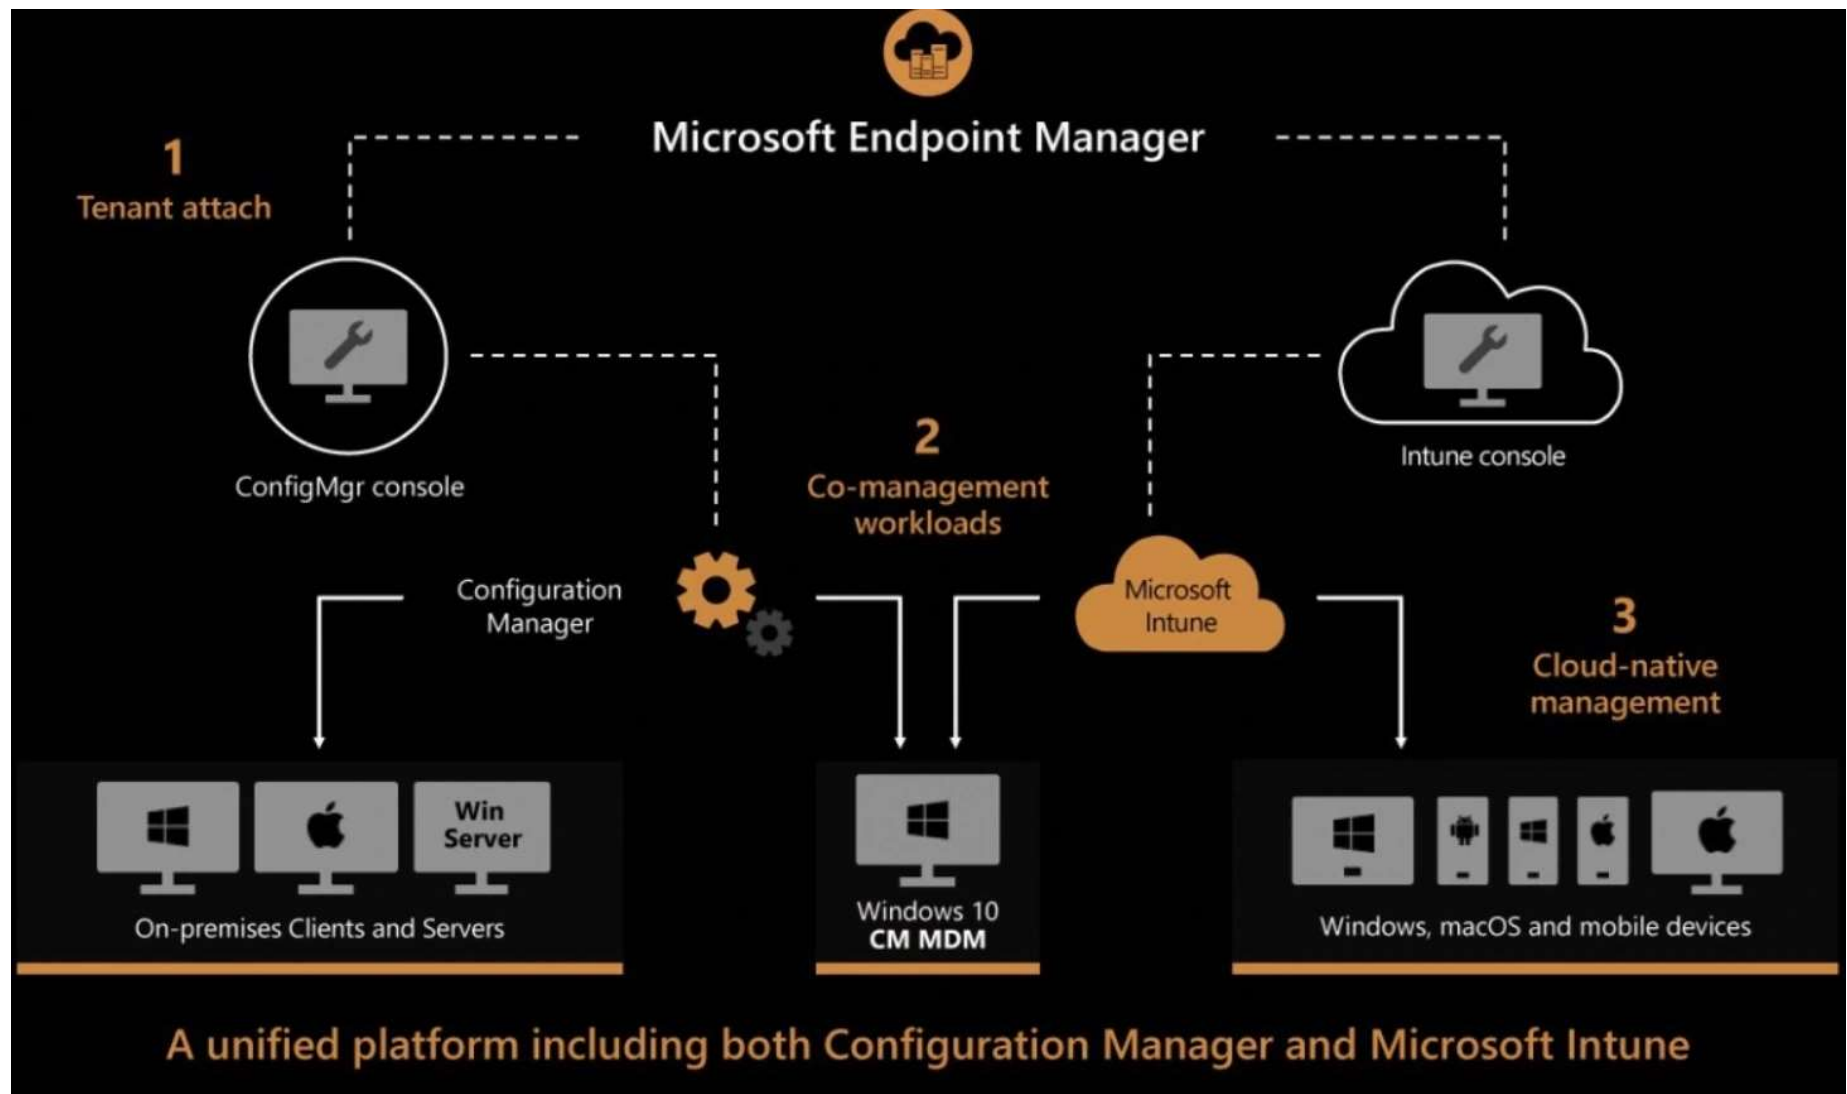 Microsoft Endpoint Manager
1
Tenant attach
ConfigMgr console
Intune console
2
Co-management
workloads
Configuration
Manager
Microsoft
Intune
3
Cloud-native
management
Win
Server
On-premises Clients and Servers
Windows 10
CM MDM
Windows, macOS and mobile devices
A unified platform including both Configuration Manager and Microsoft Intune